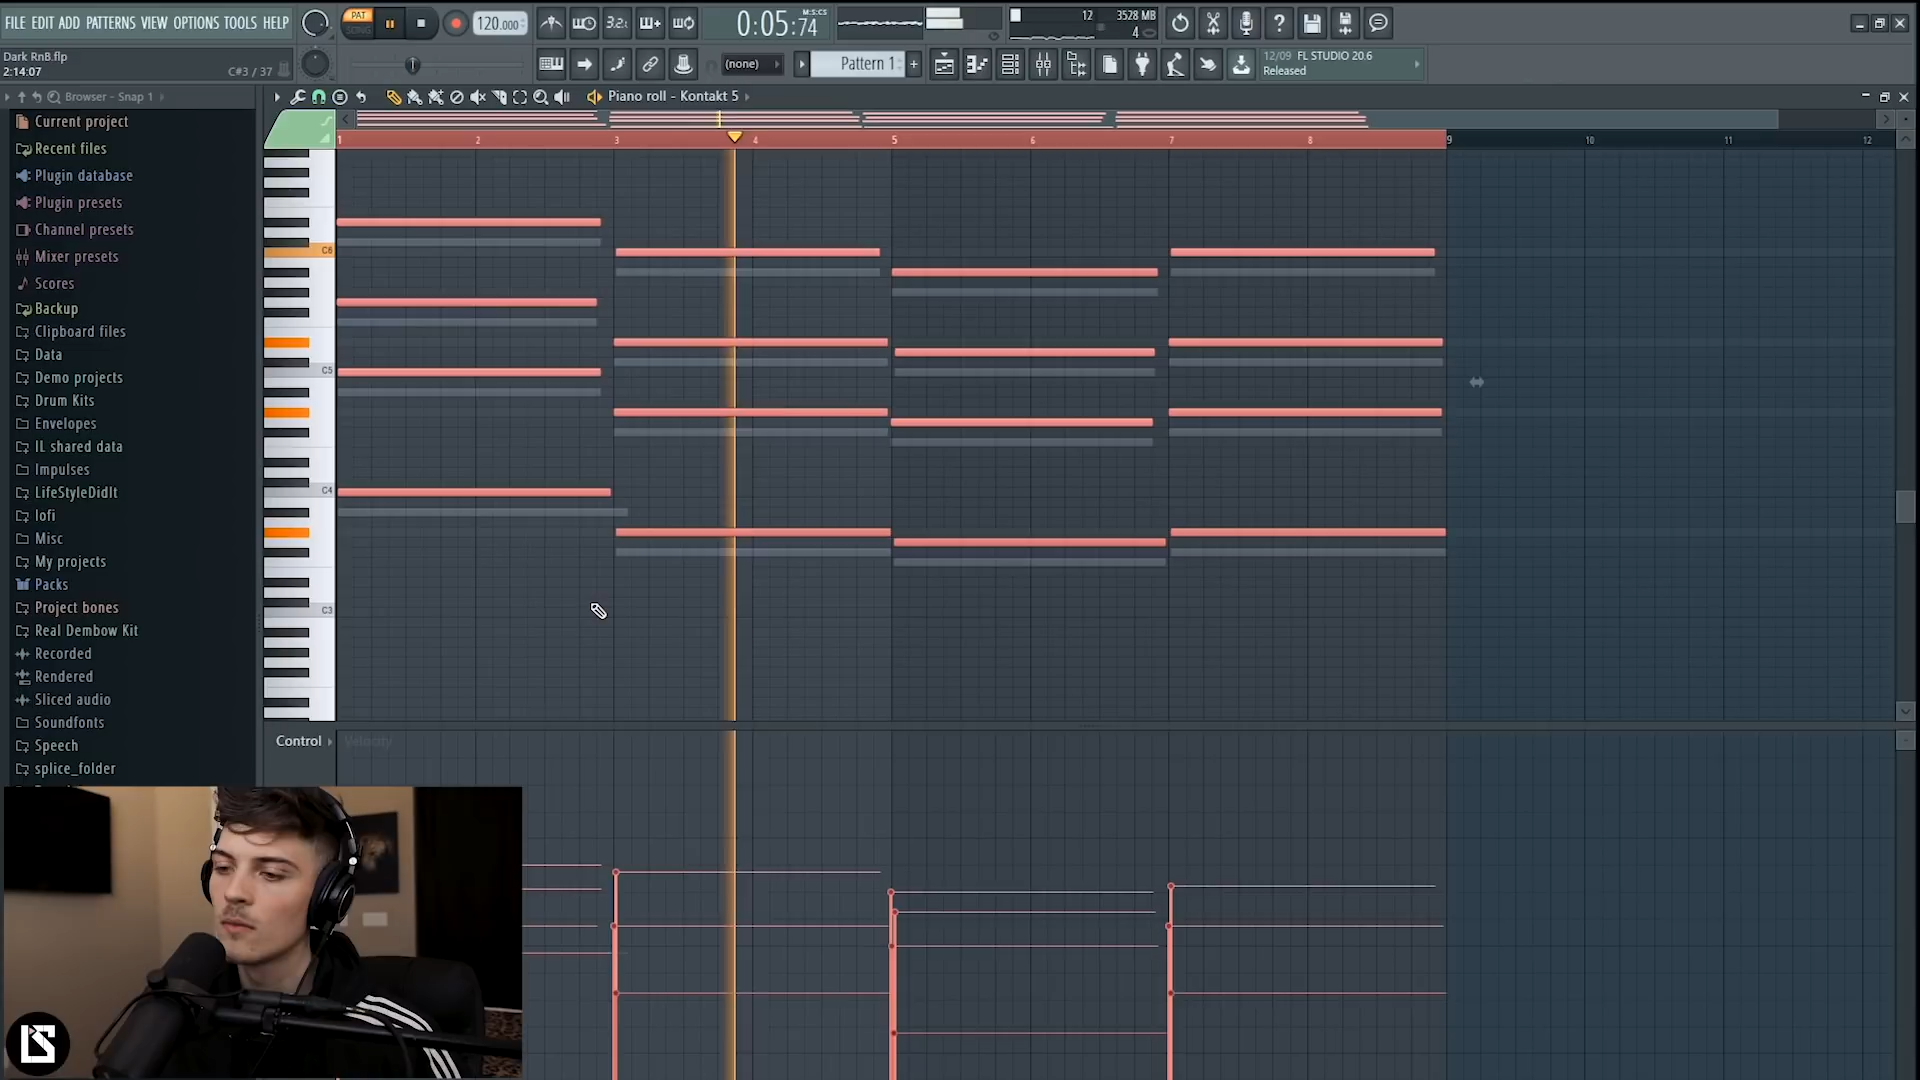 FILE EDIT ADD PATTERNS VIEW OPTIONS TOOLS HELP
PAT
SONG
120.000
3.2.
0:05:74
M:S:CS
12
3528 MB
4
Dark RnB.flp
2:14:07
C#3 / 37
(none)
Pattern 1
12/09 FL STUDIO 20.6
Released
Browser - Snap 1
Piano roll - Kontakt 5
Current project
Recent files
Plugin database
Plugin presets
Channel presets
Mixer presets
Scores
Backup
Clipboard files
Data
Demo projects
Drum Kits
Envelopes
IL shared data
Impulses
LifeStyleDidIt
lofi
Misc
My projects
Packs
Project bones
Real Dembow Kit
Recorded
Rendered
Sliced audio
Soundfonts
Speech
splice_folder
1 2 3 4 5 6 7 8 9 10 11 12
C6
C5
C4
C3
Control
Velocity
LS